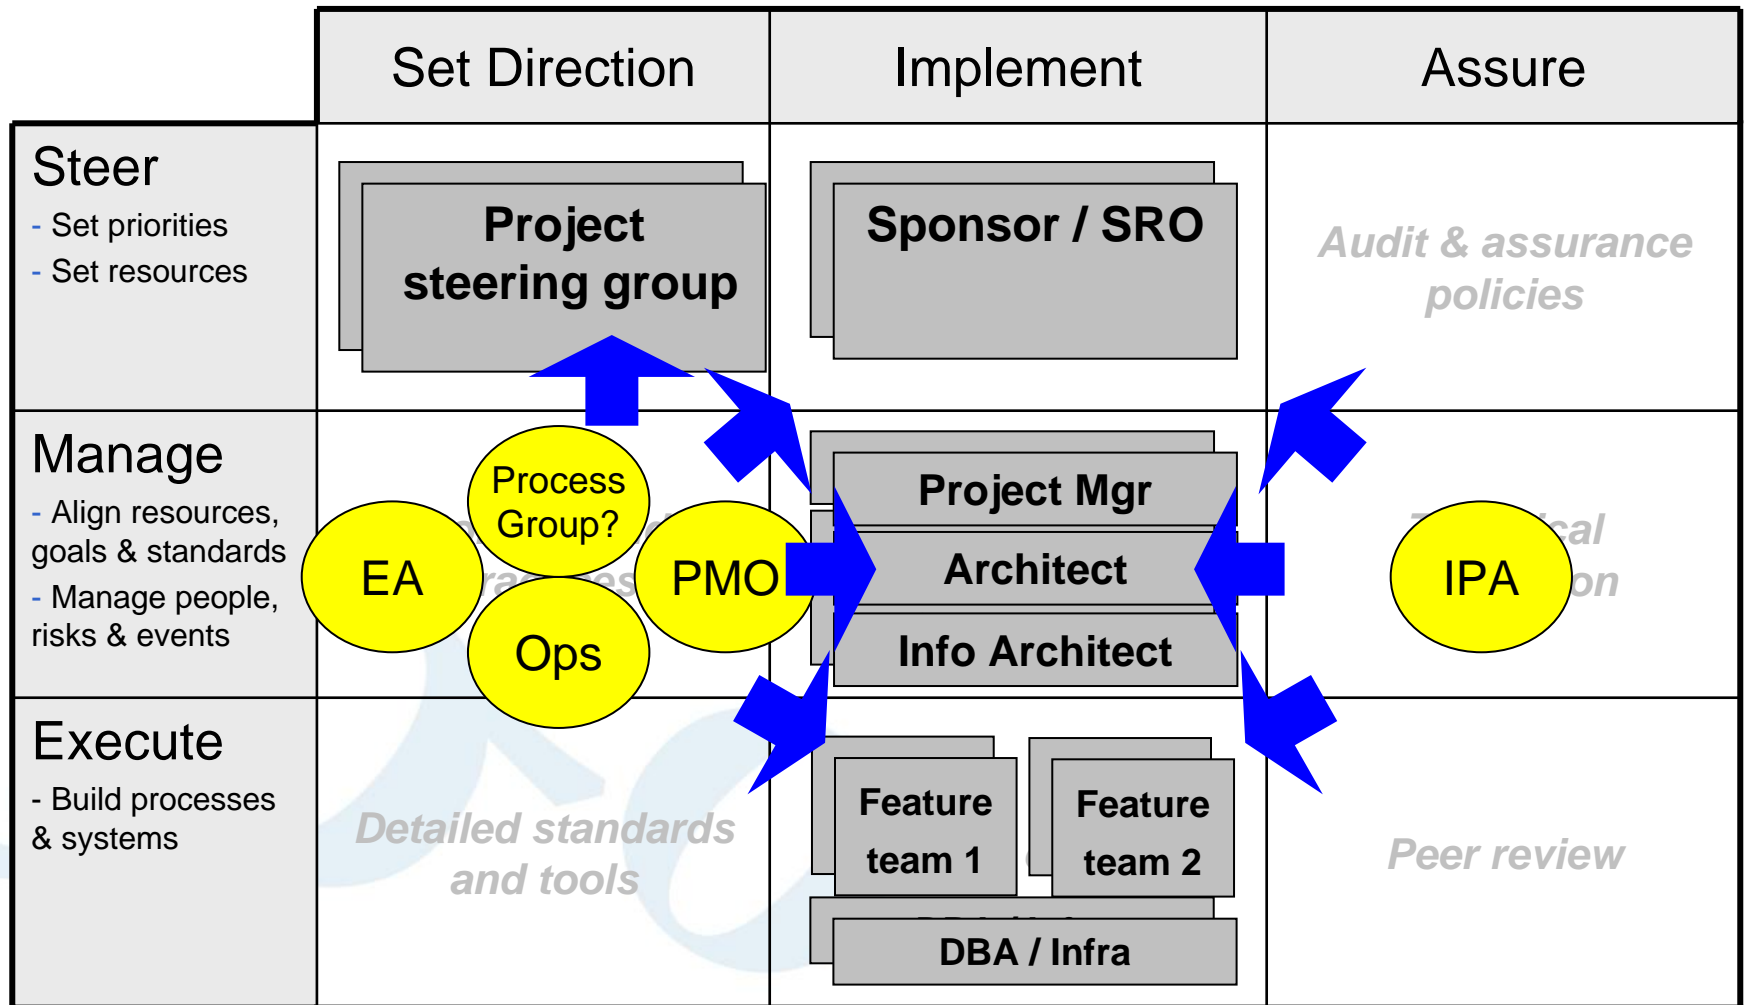 Set Direction
Implement
Assure
Steer
- Set priorities
- Set resources
Project
steering group
Sponsor / SRO
Audit & assurance
policies
Manage
- Align resources,
goals & standards
- Manage people,
risks & events
Process
Group?
EA
PMO
Ops
Project Mgr
Architect
Info Architect
IPA
Execute
- Build processes
& systems
Detailed standards
and tools
Feature
team 1
Feature
team 2
DBA / Infra
Peer review